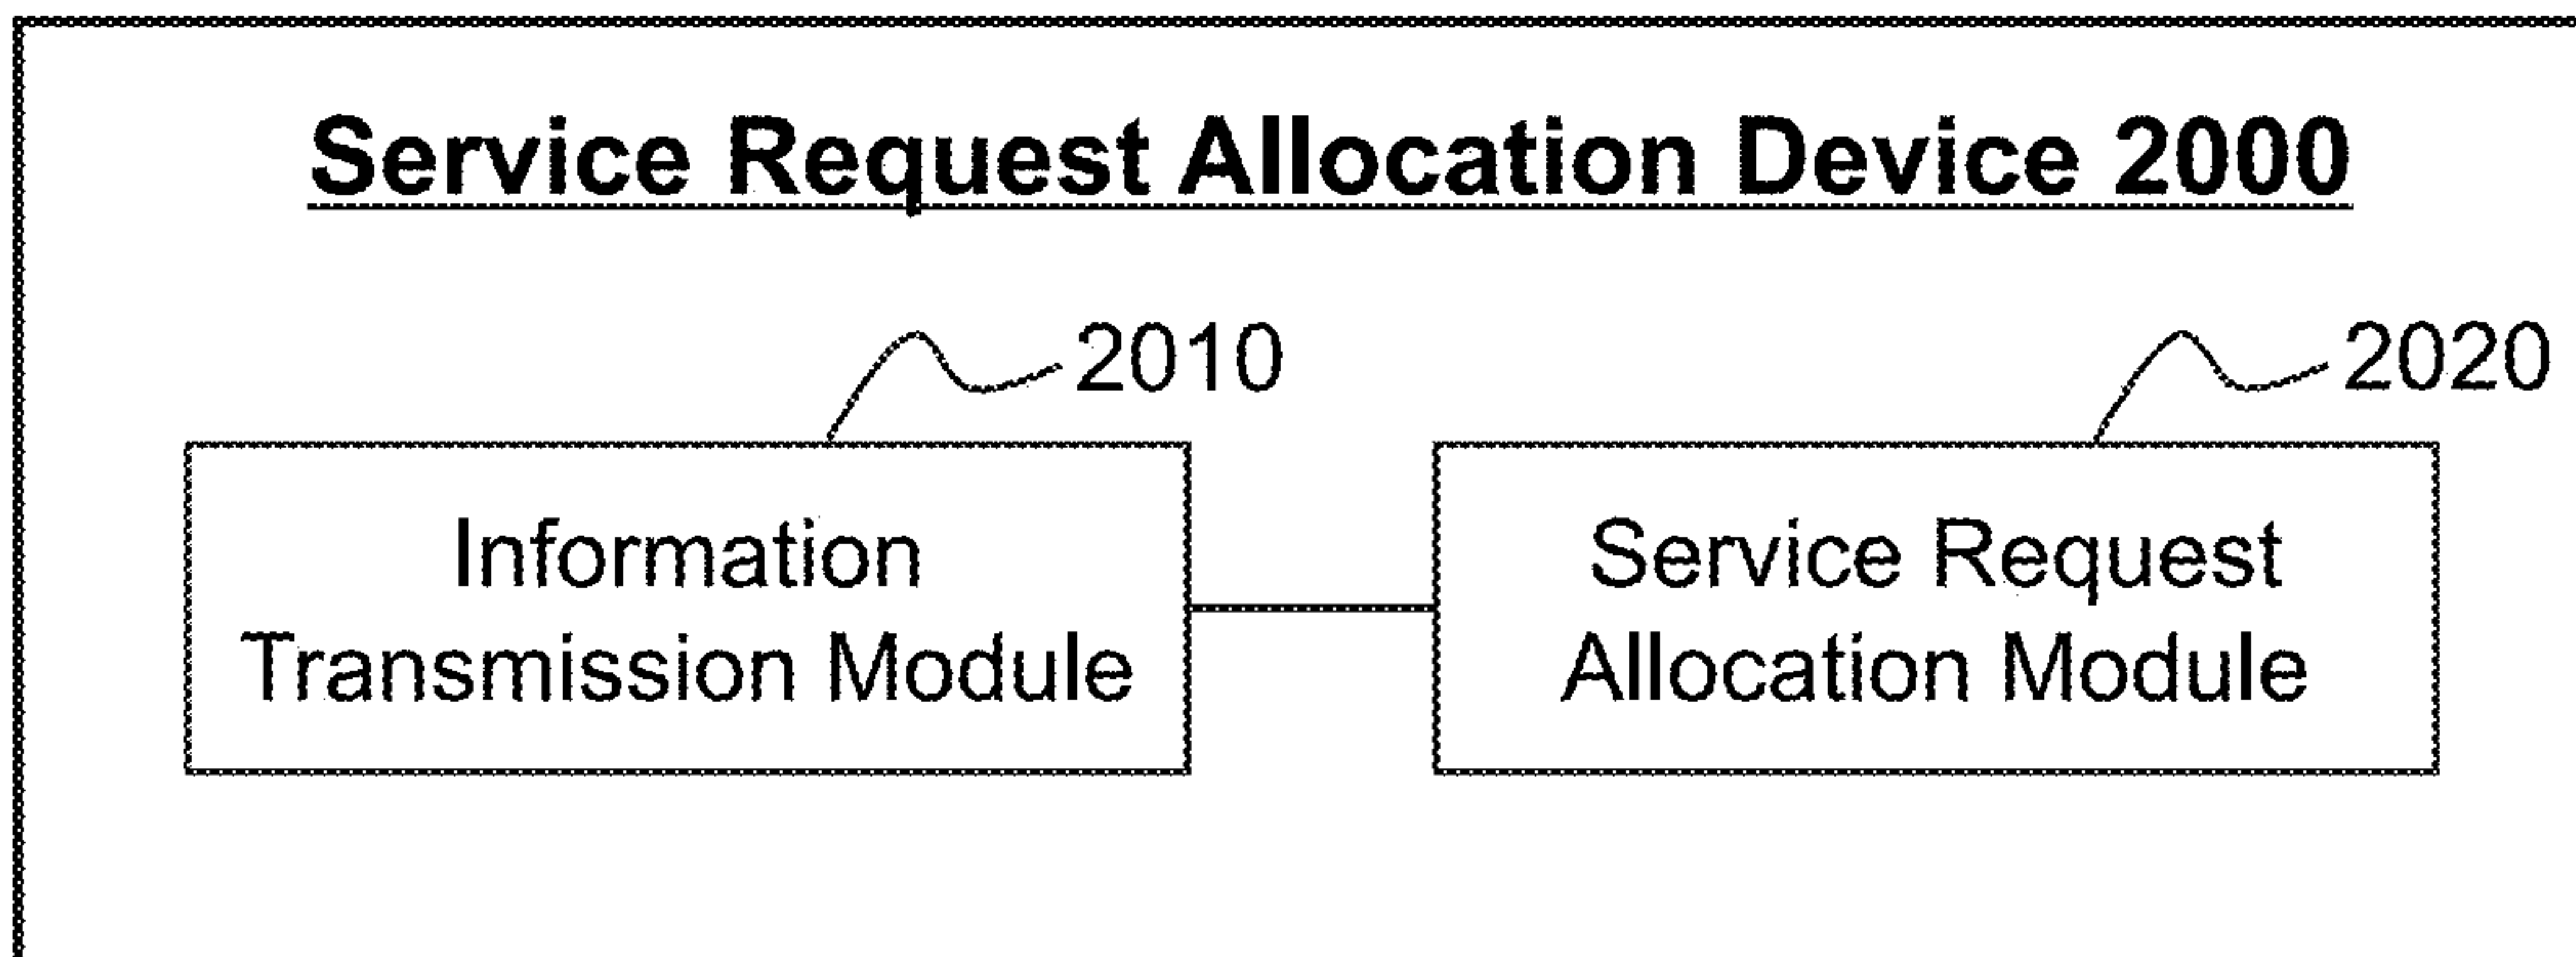 Service Request Allocation Device 2000
2010
2020
Information
Transmission Module
Service Request
Allocation Module